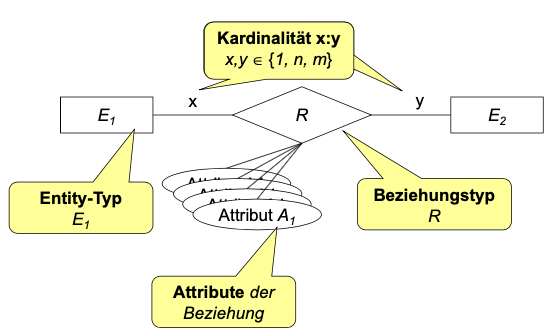 Kardinalität x:y
x,y ∈ {1, n, m}
x
y
E₁
R
E₂
Entity-Typ
E₁
Beziehungstyp
R
Attribut A₁
Attribute der
Beziehung